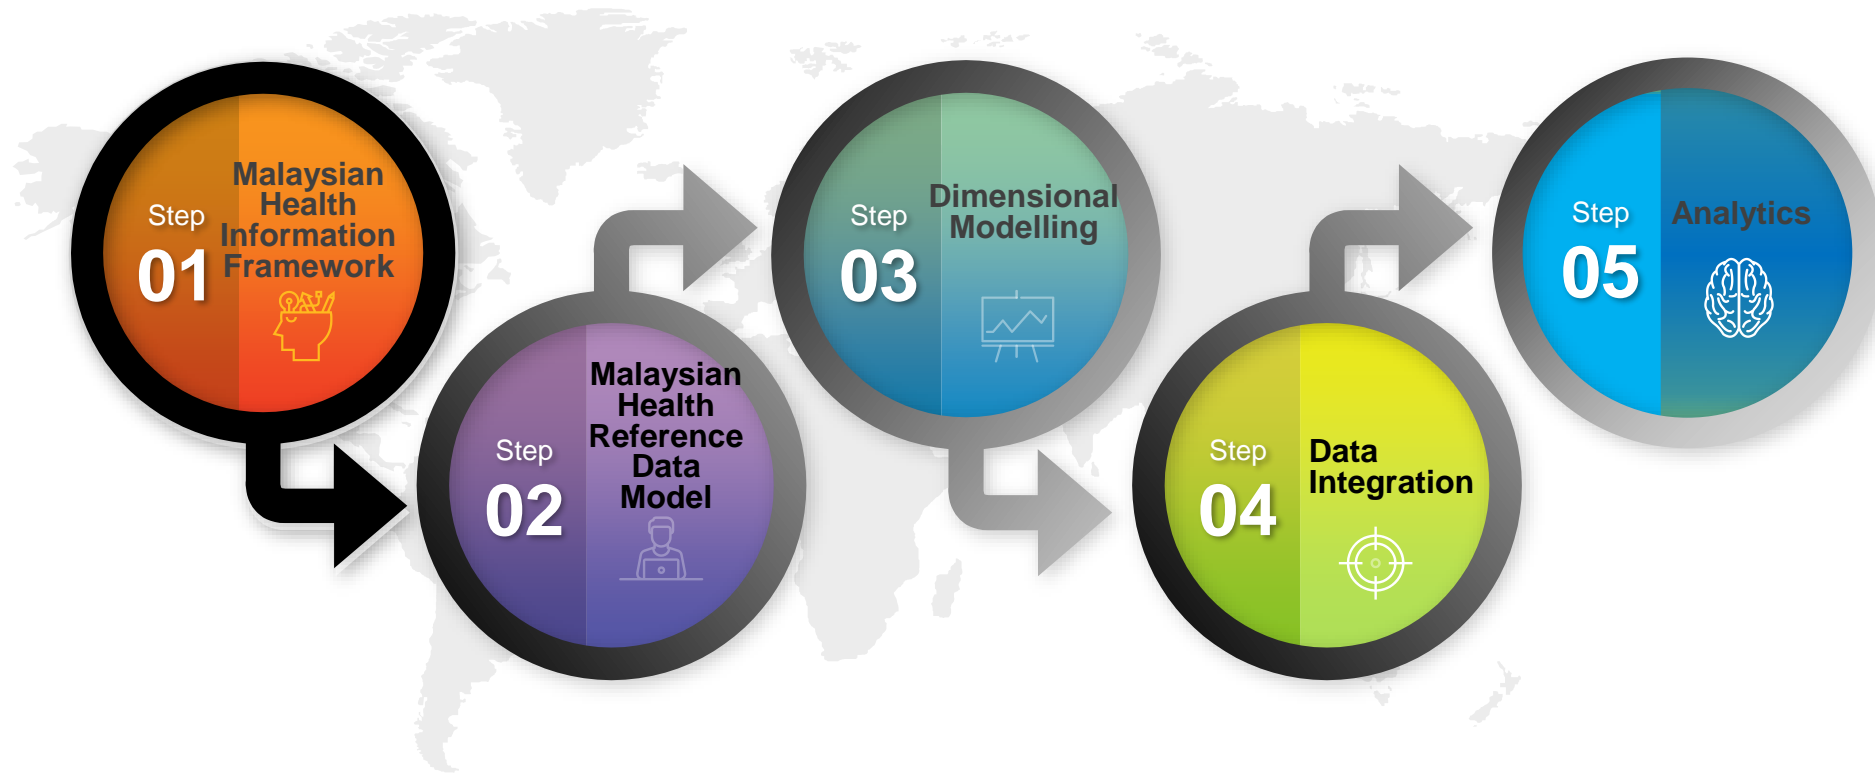 Step
01
Malaysian
Health
Information
Framework
Step
02
Malaysian
Health
Reference
Data
Model
Step
03
Dimensional
Modelling
Step
04
Data
Integration
Step
05
Analytics